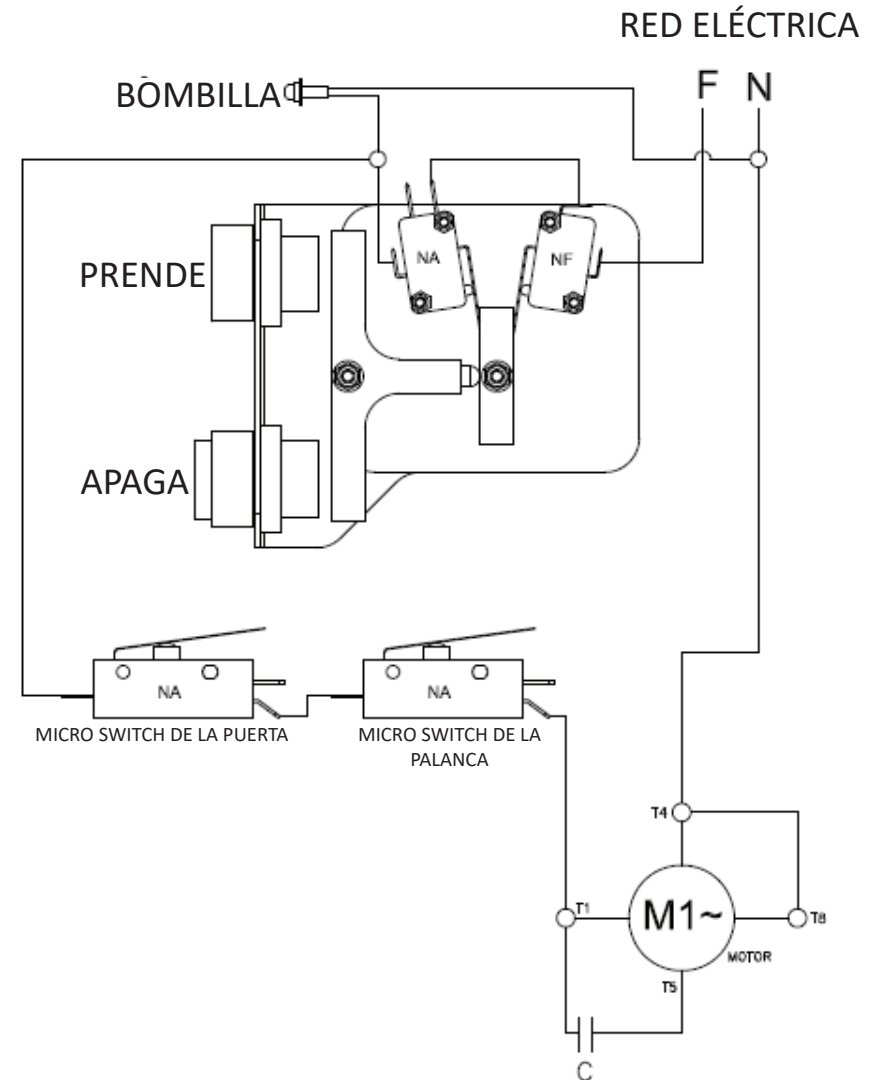 RED ELÉCTRICA
BOMBILLA
F N
NA
NF
PRENDE
APAGA
NA
NA
MICRO SWITCH DE LA PUERTA
MICRO SWITCH DE LA
PALANCA
T4
T1
M1~
T8
MOTOR
T5
C